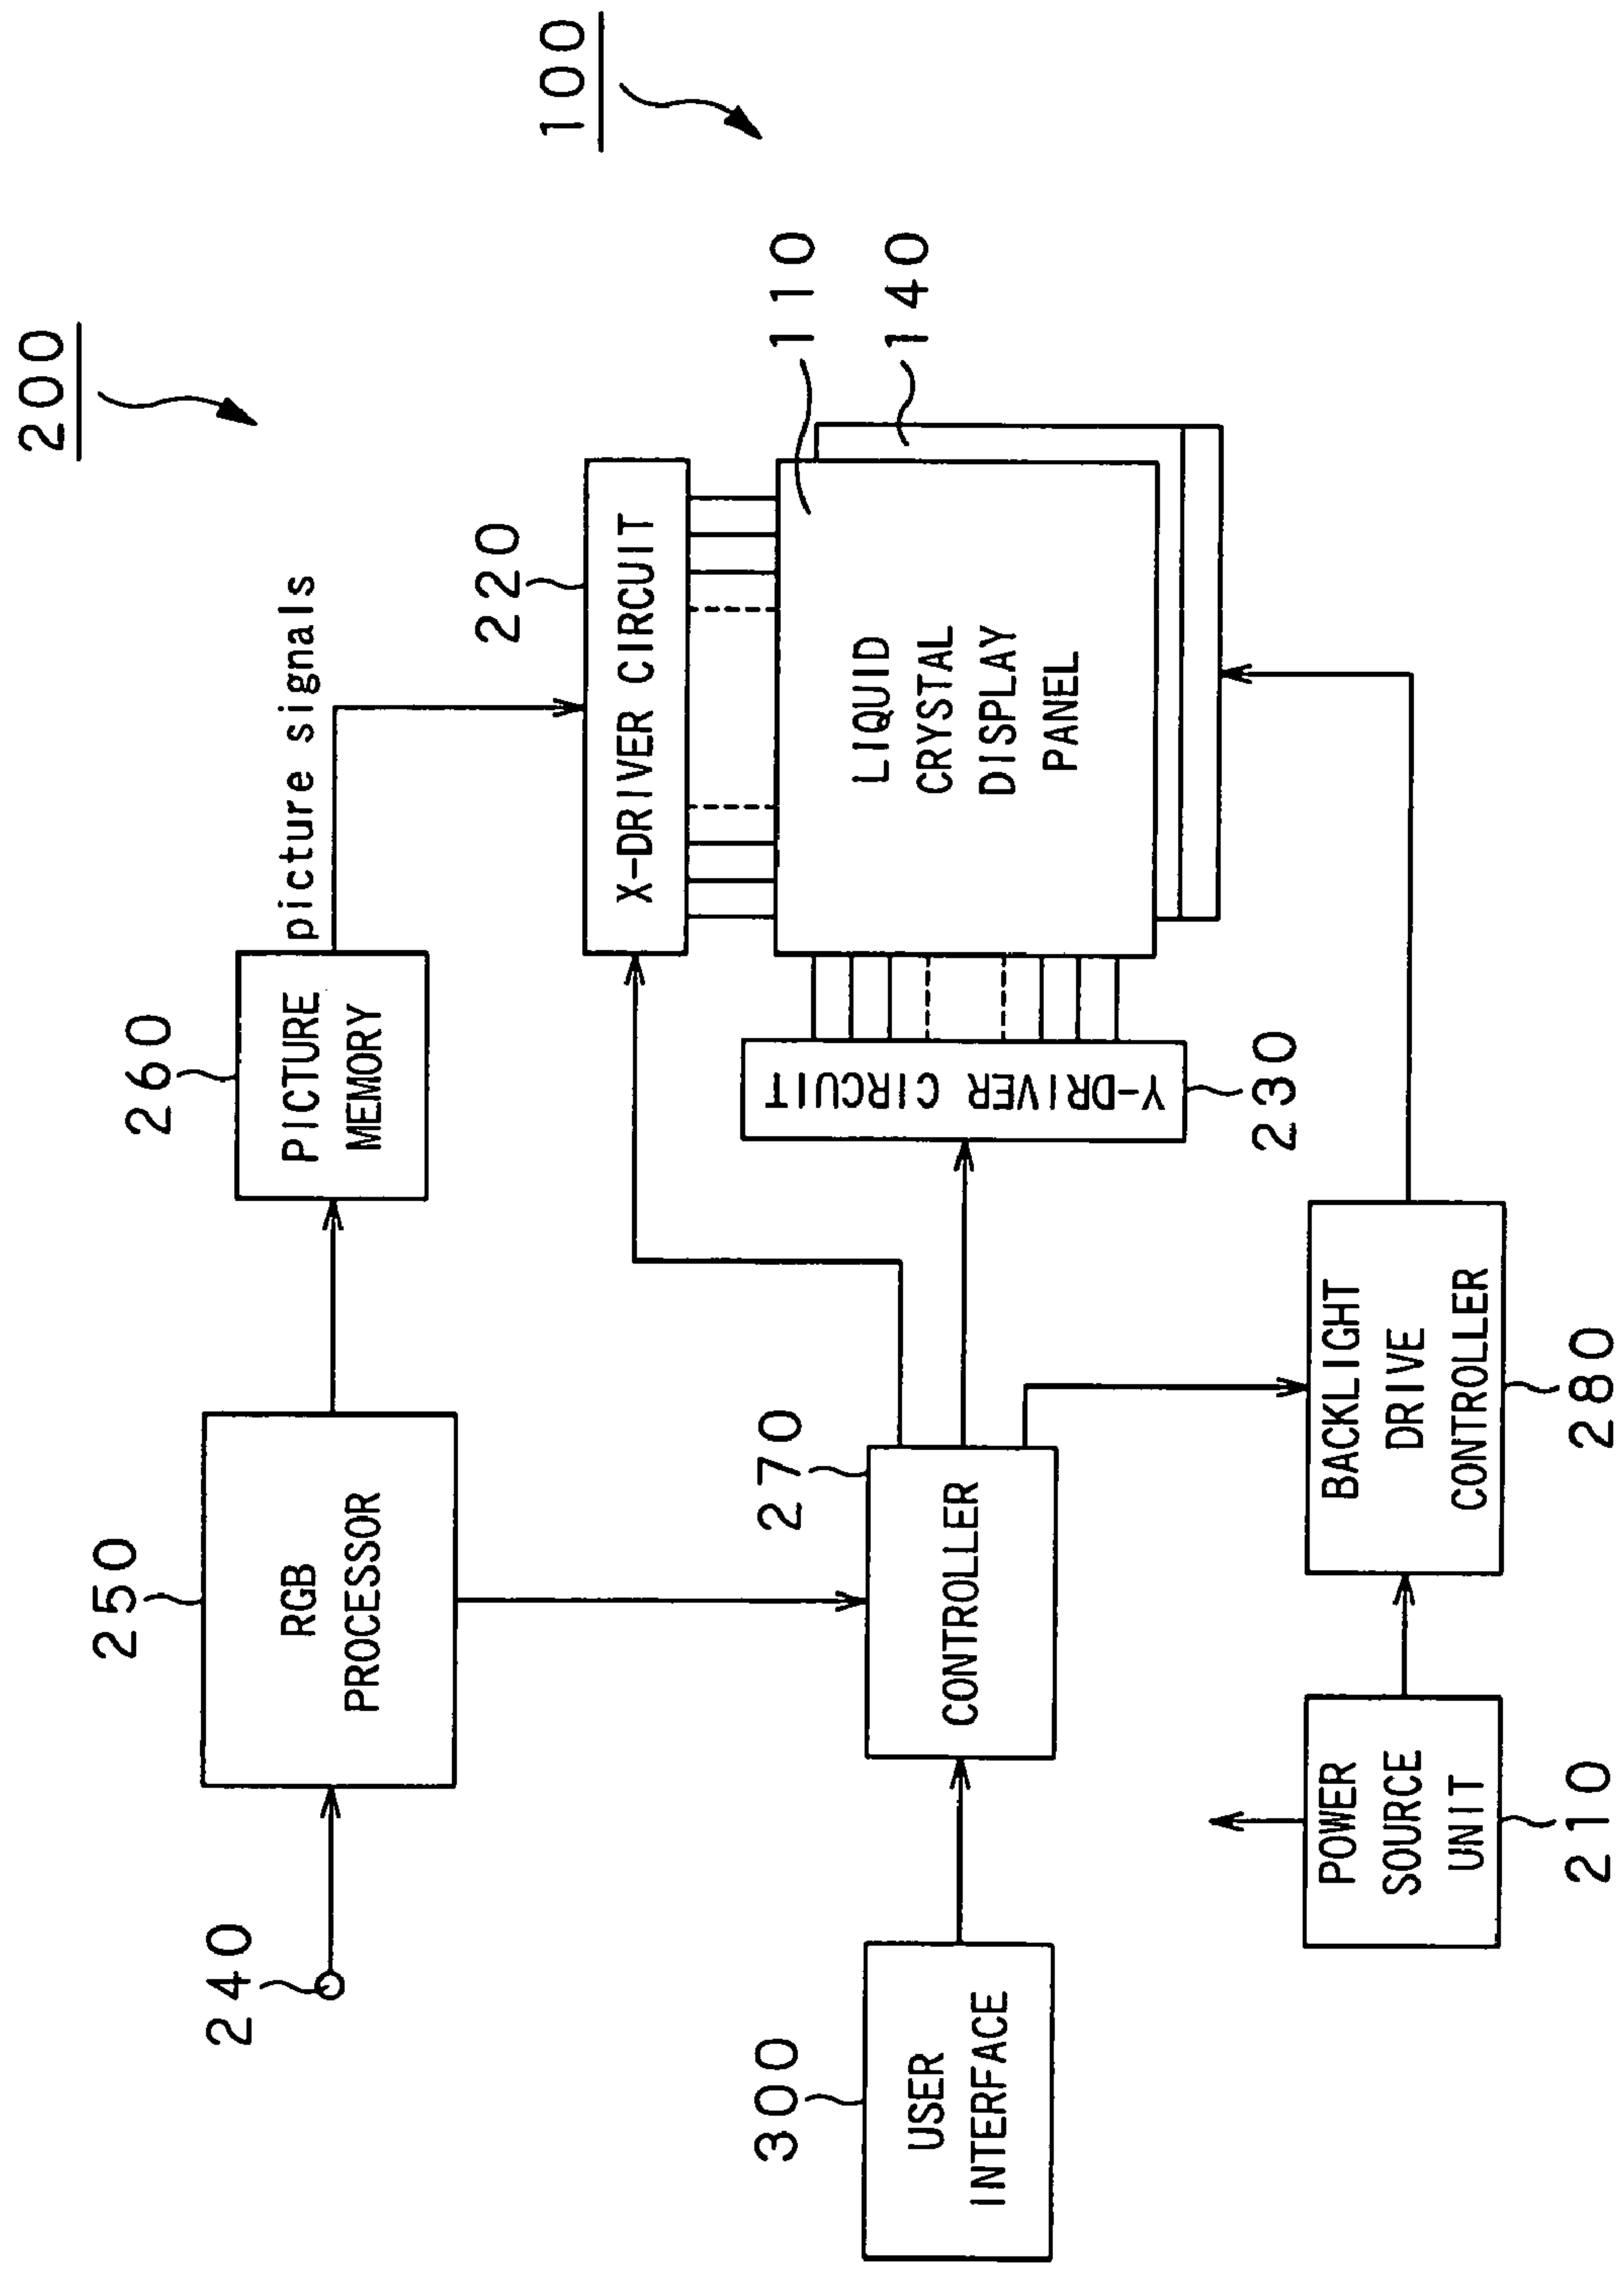 200
100
240
250
RGB
PROCESSOR
260
PICTURE
MEMORY
picture signals
220
X-DRIVER CIRCUIT
110
140
LIQUID
CRYSTAL
DISPLAY
PANEL
Y-DRIVER CIRCUIT
230
300
USER
INTERFACE
270
CONTROLLER
POWER
SOURCE
UNIT
210
BACKLIGHT
DRIVE
CONTROLLER
280